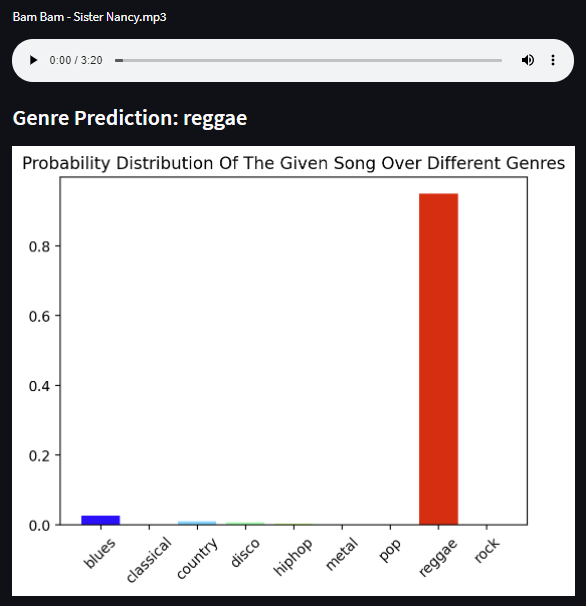 Bam Bam - Sister Nancy.mp3
0:00 / 3:20
Genre Prediction: reggae
Probability Distribution Of The Given Song Over Different Genres
0.8
0.6
0.4
0.2
0.0
blues
classical
country
disco
hiphop
metal
pop
reggae
rock